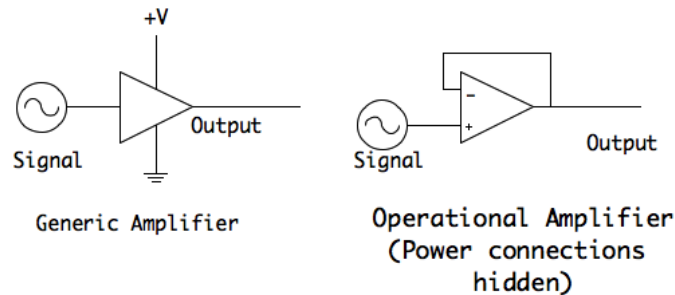 +V
Signal
Output
Generic Amplifier
-
+
Signal
Output
Operational Amplifier
(Power connections
hidden)